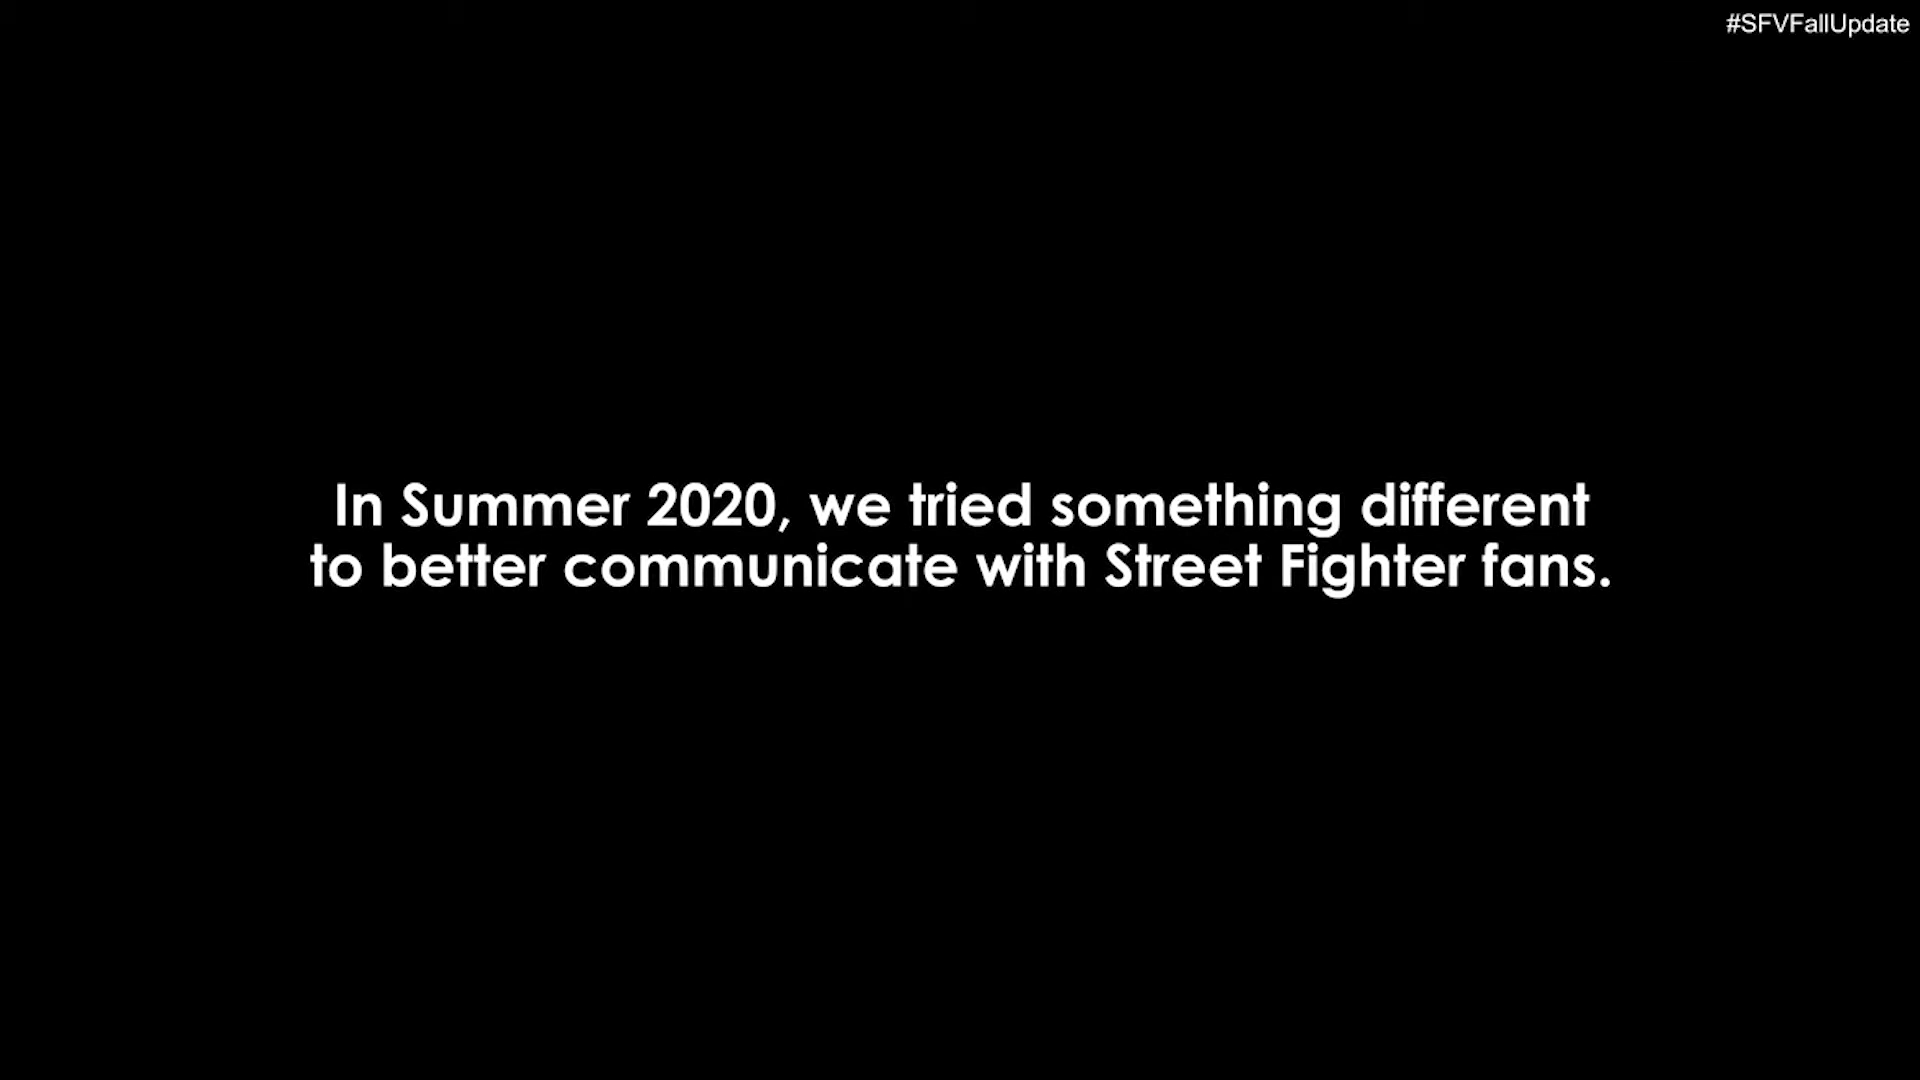 #SFVFallUpdate
In Summer 2020, we tried something different
to better communicate with Street Fighter fans.